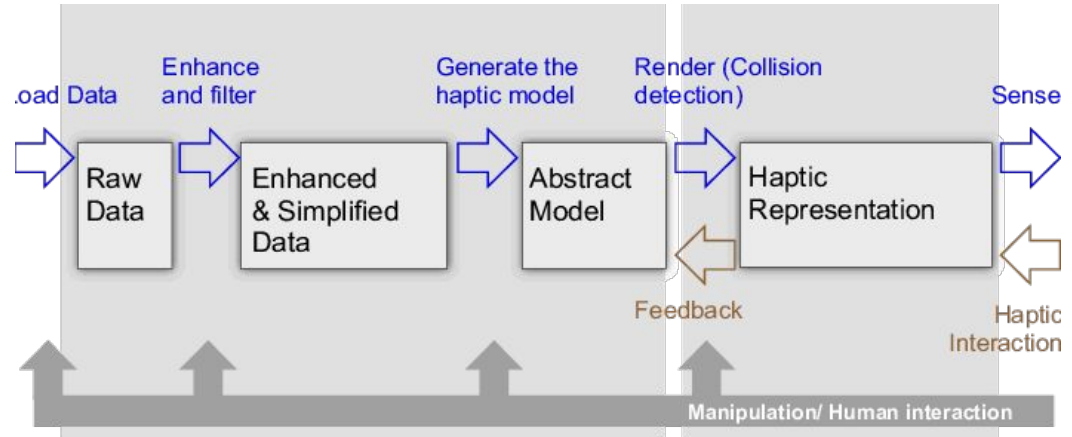 Enhance
and filter
Generate the
haptic model
Render (Collision
detection)
.oad Data
Sense
Raw
Data
Enhanced
& Simplified
Data
Abstract
Model
Haptic
Representation
Feedback
Haptic
Interaction
Manipulation/ Human interaction